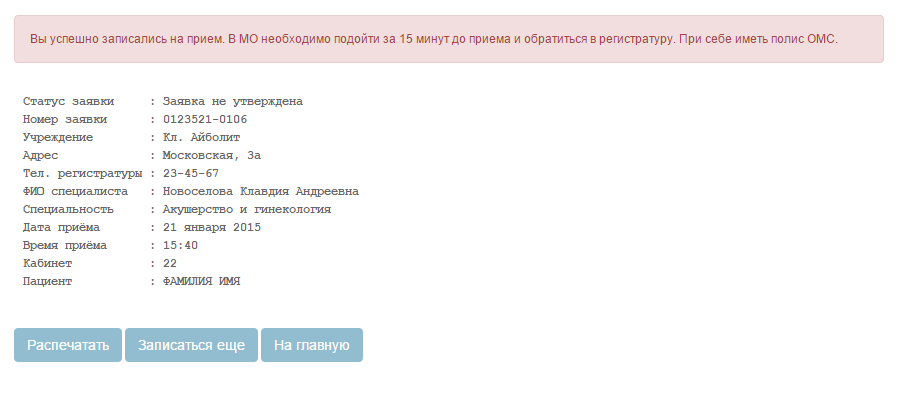 Вы успешно записались на прием. В МО необходимо подойти за 15 минут до приема и обратиться в регистратуру. При себе иметь полис ОМС.
Статус заявки : Заявка не утверждена
Номер заявки : 0123521-0106
Учреждение : Кл. Айболит
Адрес : Московская, 3а
Тел. регистратуры : 23-45-67
ФИО специалиста : Новоселова Клавдия Андреевна
Специальность : Акушерство и гинекология
Дата приёма : 21 января 2015
Время приёма : 15:40
Кабинет : 22
Пациент : ФАМИЛИЯ ИМЯ
Распечатать Записаться еще На главную